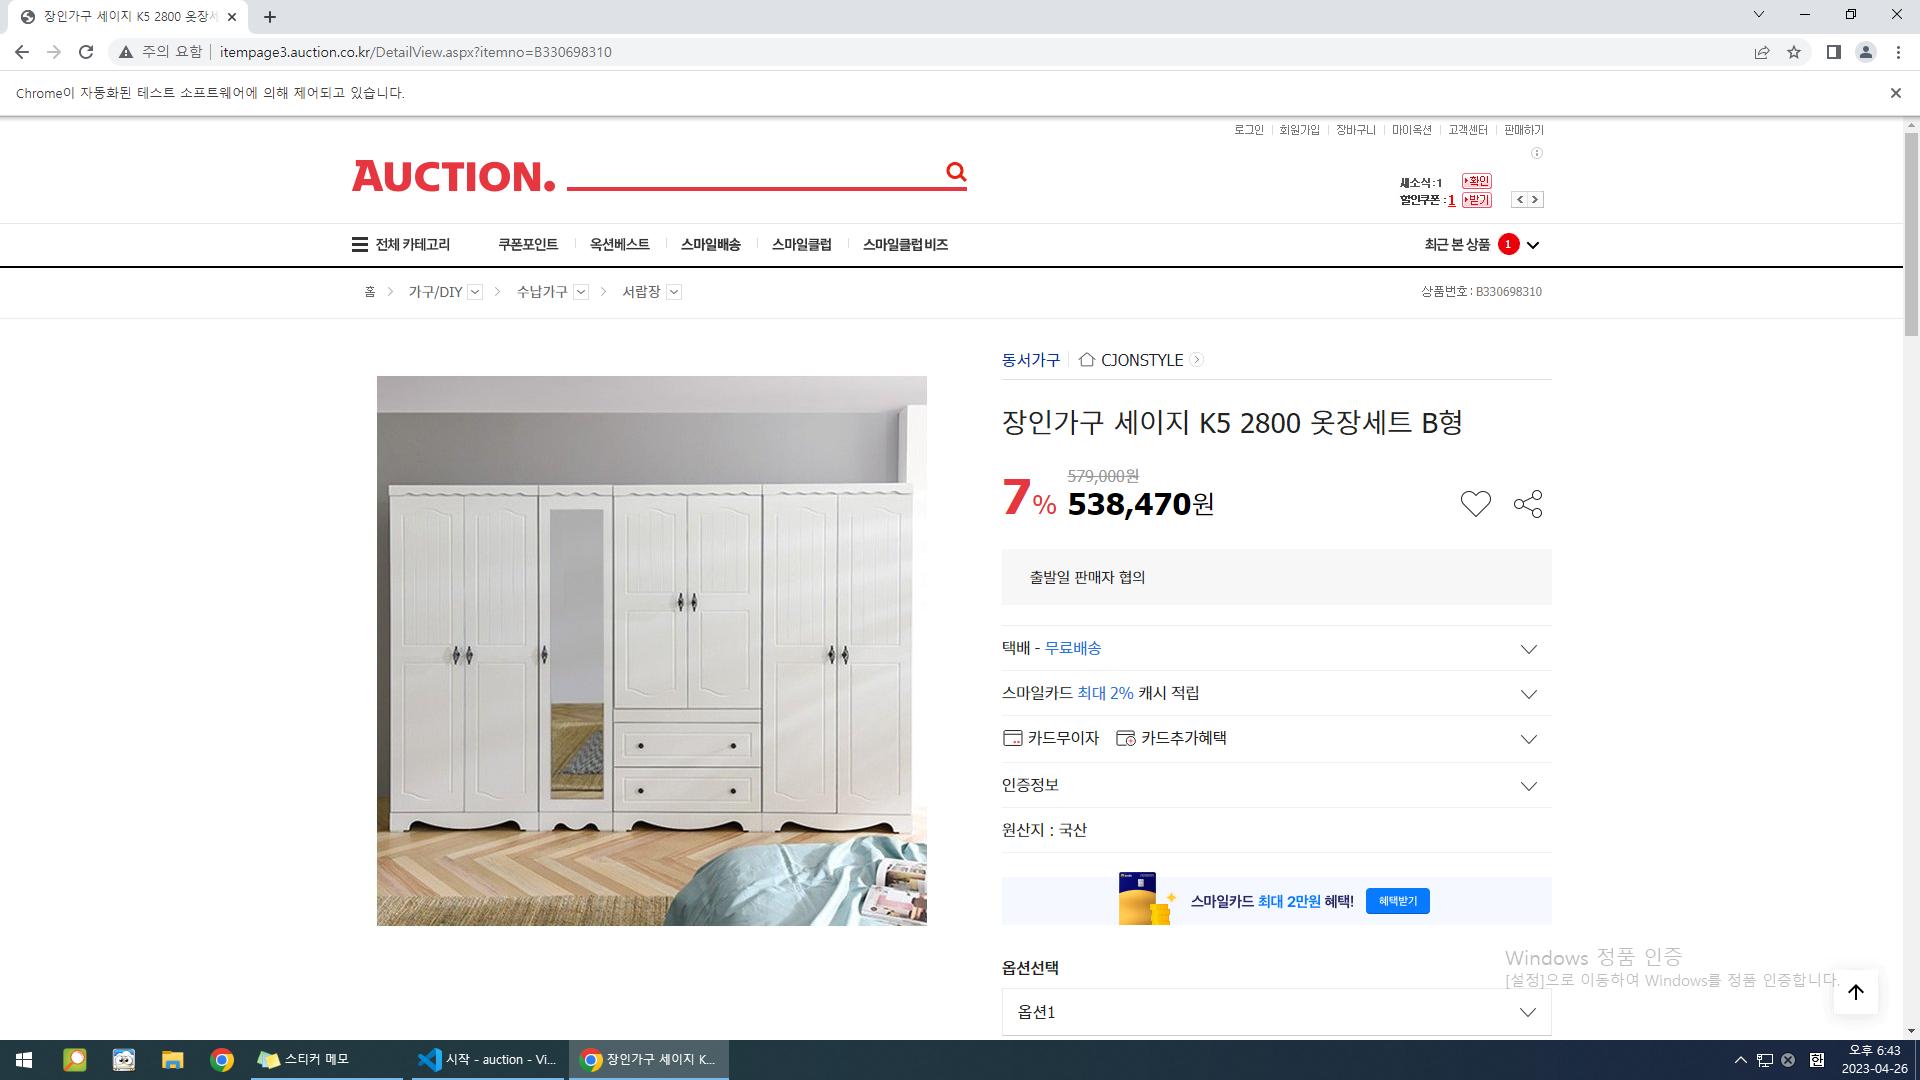 장인가구 세이지 K5 2800 옷장세
주의 요함
itempage3.auction.co.kr/DetailView.aspx?itemno=B330698310
Chrome이 자동화된 테스트 소프트웨어에 의해 제어되고 있습니다.
로그인 회원가입 장바구니 마이옥션 고객센터 판매하기
AUCTION.
새소식 : 1 확인
할인쿠폰 : 1 받기
전체 카테고리 쿠폰포인트 옥션베스트 스마일배송 스마일클럽 스마일클럽 비즈 최근 본 상품 1
홈 가구/DIY 수납가구 서랍장 상품번호 : B330698310
동서가구 CJONSTYLE
장인가구 세이지 K5 2800 옷장세트 B형
579,000원
7% 538,470원
출발일 판매자 협의
택배 - 무료배송
스마일카드 최대 2% 캐시 적립
카드무이자 카드추가혜택
인증정보
원산지 : 국산
스마일카드 최대 2만원 혜택! 혜택받기
옵션선택
옵션1
Windows 정품 인증
[설정]으로 이동하여 Windows를 정품 인증합니다.
스티커 메모
시작 - auction - Vi...
장인가구 세이지 K...
한
오후 6:43
2023-04-26